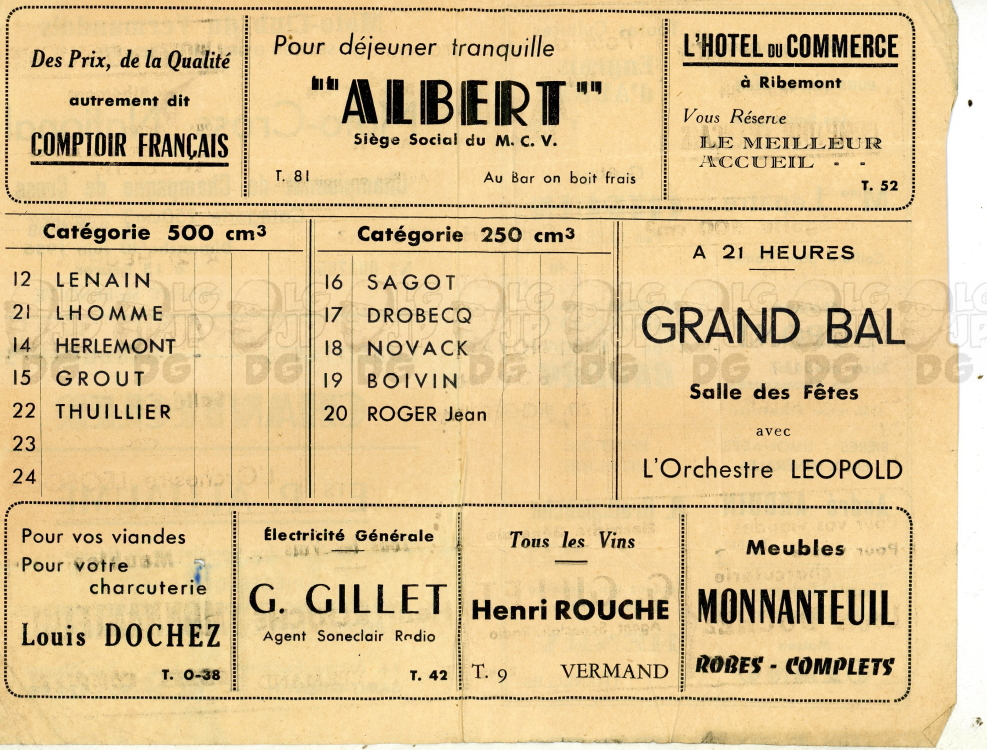 Des Prix, de la Qualité
autrement dit
COMPTOIR FRANÇAIS
Pour déjeuner tranquille
""ALBERT""
Siège Social du M. C. V.
T. 81
Au Bar on boit frais
L'HOTEL DU COMMERCE
à Ribemont
Vous Réserve
LE MEILLEUR
ACCUEIL - -
T. 52
Catégorie 500 cm3
12 LENAIN
21 LHOMME
14 HERLEMONT
15 GROUT
22 THUILLIER
23
24
Catégorie 250 cm3
16 SAGOT
17 DROBECQ
18 NOVACK
19 BOIVIN
20 ROGER Jean
A 21 HEURES
GRAND BAL
Salle des Fêtes
avec
L'Orchestre LEOPOLD
Pour vos viandes
Pour votre
charcuterie
Louis DOCHEZ
T. 0-38
Électricité Générale
G. GILLET
Agent Soneclair Radio
T. 42
Tous les Vins
Henri ROUCHE
T. 9 VERMAND
Meubles
MONNANTEUIL
ROBES - COMPLETS